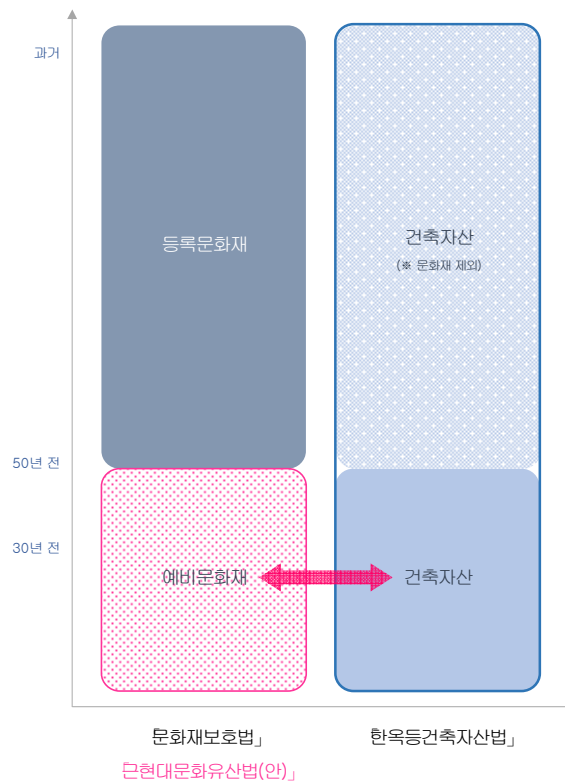 과거
등록문화재
건축자산
(※ 문화재 제외)
50년 전
30년 전
예비문화재
건축자산
「문화재보호법」
「근현대문화유산법(안)」
「한옥등건축자산법」